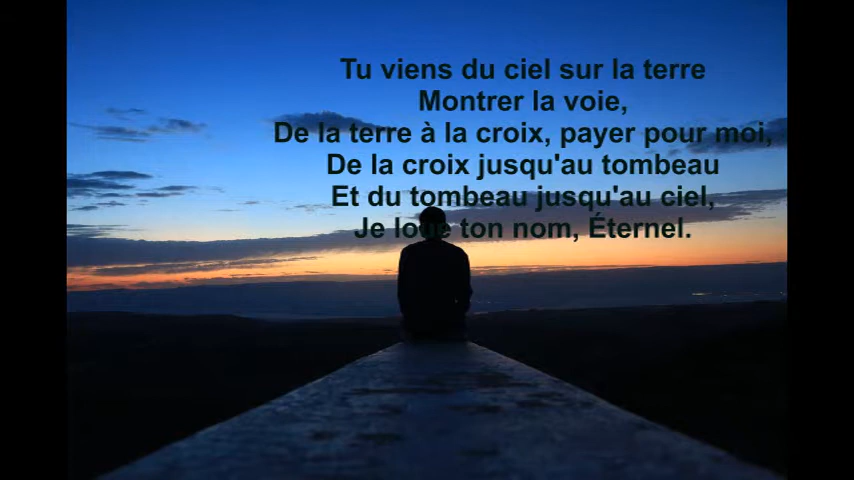 Tu viens du ciel sur la terre
Montrer la voie,
De la terre à la croix, payer pour moi,
De la croix jusqu'au tombeau
Et du tombeau jusqu'au ciel,
Je loue ton nom, Éternel.